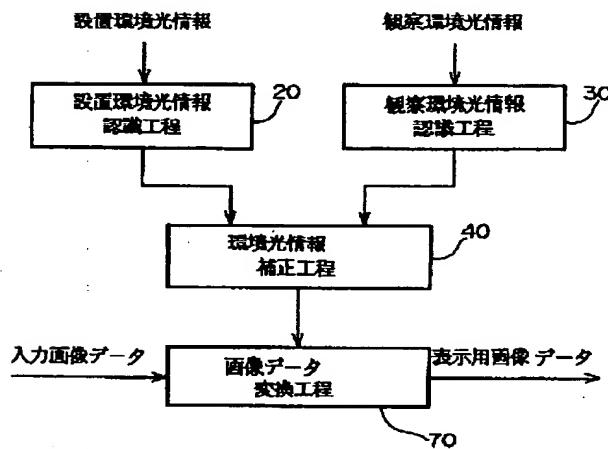 設置環境光情報
観察環境光情報
設置環境光情報
認識工程
20
観察環境光情報
認識工程
30
環境光情報
補正工程
40
入力画像データ
画像データ
変換工程
表示用画像データ
70